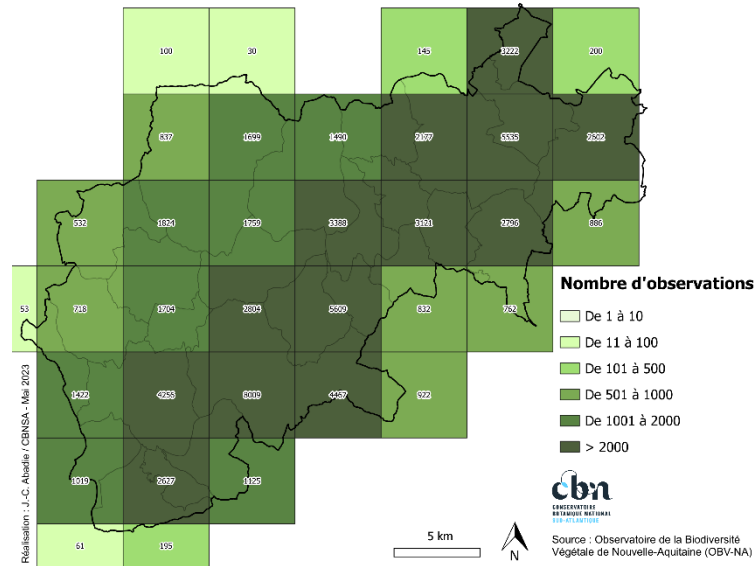 100 30 145 3222 200
837 1699 1490 2177 5535 2602
532 1824 1759 3388 3121 2796 886
53 718 1704 2804 5609 832 762
1422 4256 8009 4467 922
1019 2627 1125
61 195
Nombre d'observations
De 1 à 10
De 11 à 100
De 101 à 500
De 501 à 1000
De 1001 à 2000
> 2000
Réalisation : J.-C. Abadie / CBNSA - Mai 2023
5 km
N
cbn
CONSERVATOIRE
BOTANIQUE NATIONAL
SUD-ATLANTIQUE
Source : Observatoire de la Biodiversité
Végétale de Nouvelle-Aquitaine (OBV-NA)